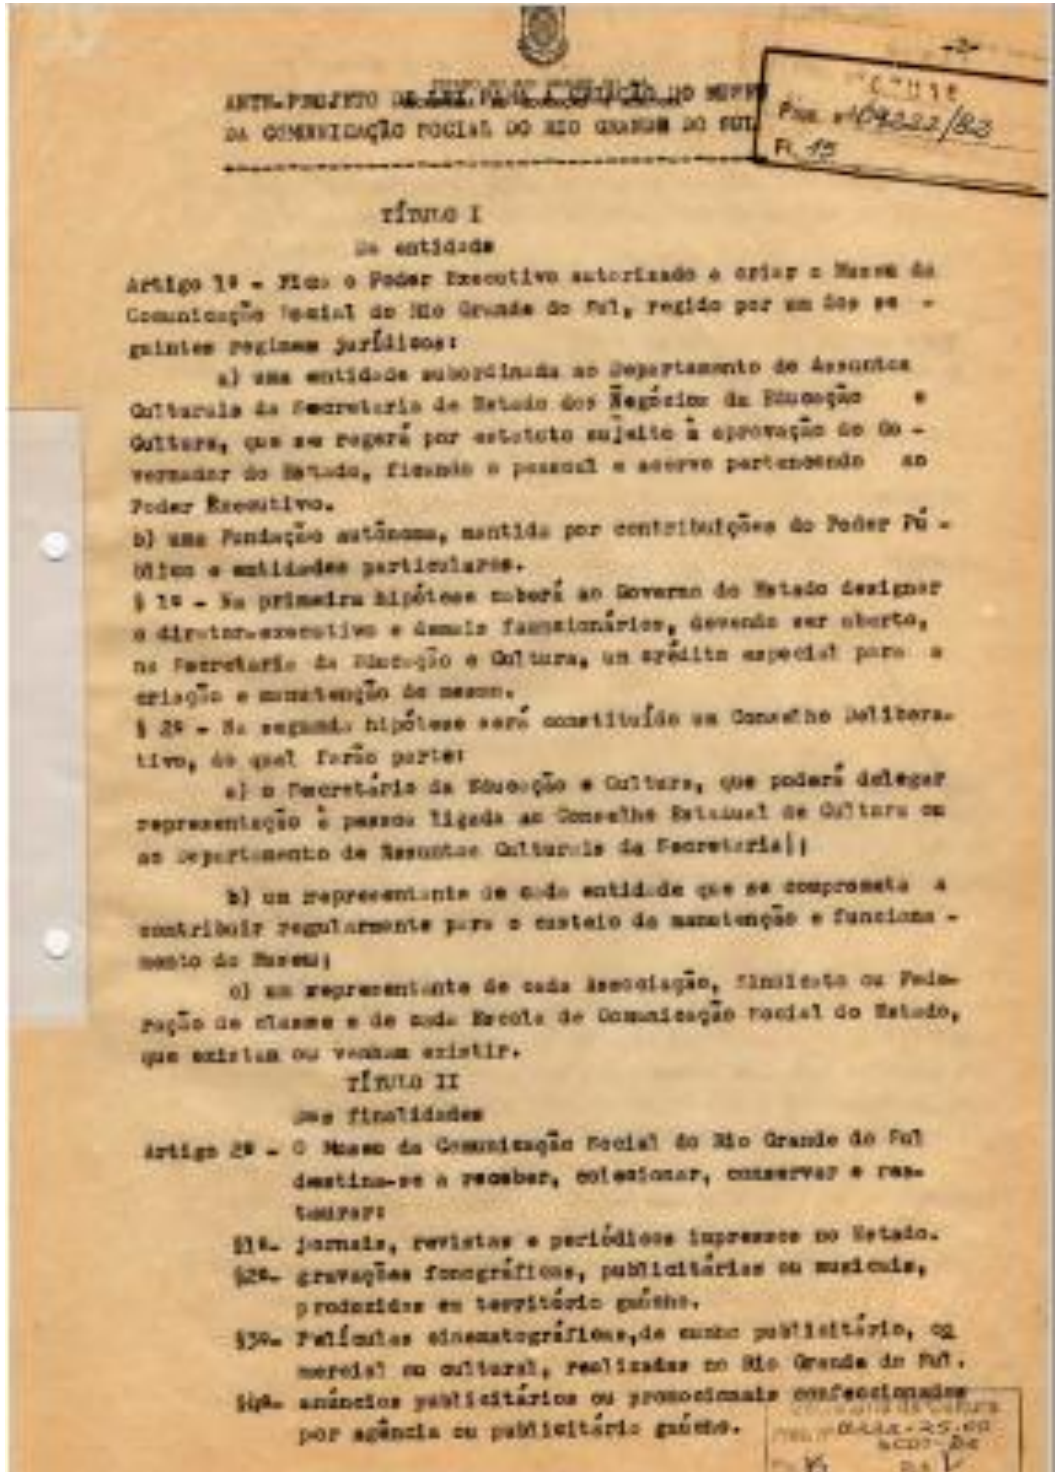 -2-
ANTE-PROJETO DE LEI PARA A CRIAÇÃO DO MUSEU
DA COMUNICAÇÃO SOCIAL DO RIO GRANDE DO SUL
PROC. Nº 09222/82
Fl. 15
TÍTULO I
Da entidade
Artigo 1º - Fica o Poder Executivo autorizado a criar o Museu da
Comunicação Social do Rio Grande do Sul, regido por um dos se -
guintes regimes jurídicos:
a) uma entidade subordinada ao Departamento de Assuntos
Culturais da Secretaria de Estado dos Negócios da Educação e
Cultura, que se regerá por estatuto sujeito à aprovação do Go -
vernador do Estado, ficando o pessoal e acervo pertencendo ao
Poder Executivo.
b) uma Fundação autônoma, mantida por contribuições do Poder Pú -
blico e entidades particulares.
§ 1º - Na primeira hipótese caberá ao Governo do Estado designar
o diretor-executivo e demais funcionários, devendo ser aberto,
na Secretaria da Educação e Cultura, um crédito especial para a
criação e manutenção do mesmo.
§ 2º - Na segunda hipótese será constituído um Conselho Delibera-
tivo, do qual farão parte:
a) o Secretário da Educação e Cultura, que poderá delegar
representação à pessoa ligada ao Conselho Estadual de Cultura ou
ao Departamento de Assuntos Culturais da Secretaria;
b) um representante de cada entidade que se comprometa a
contribuir regularmente para o custeio da manutenção e funciona -
mento do Museu;
c) um representante de cada Associação, Sindicato ou Fede-
ração de classe e de cada Escola de Comunicação Social do Estado,
que existam ou venham existir.
TÍTULO II
Das finalidades
Artigo 2º - O Museu da Comunicação Social do Rio Grande do Sul
destina-se a receber, colecionar, conservar e res-
taurar:
§1º- jornais, revistas e periódicos impressos no Estado.
§2º- gravações fonográficas, publicitárias ou musicais,
produzidas em território gaúcho.
§3º- Películas cinematográficas,de cunho publicitário, co
mercial ou cultural, realizadas no Rio Grande do Sul.
§4º- anúncios publicitários ou promocionais confeccionados
por agência ou publicitário gaúcho.
da Cultura